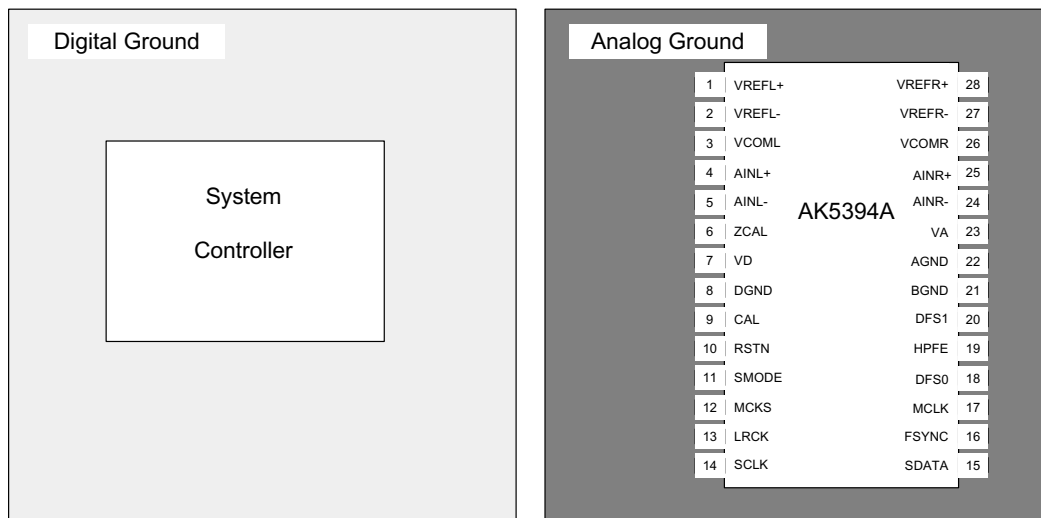 Digital Ground
System
Controller
Analog Ground
1 VREFL+ VREFR+ 28
2 VREFL- VREFR- 27
3 VCOML VCOMR 26
4 AINL+ AINR+ 25
5 AINL- AINR- 24
AK5394A
6 ZCAL VA 23
7 VD AGND 22
8 DGND BGND 21
9 CAL DFS1 20
10 RSTN HPFE 19
11 SMODE DFS0 18
12 MCKS MCLK 17
13 LRCK FSYNC 16
14 SCLK SDATA 15